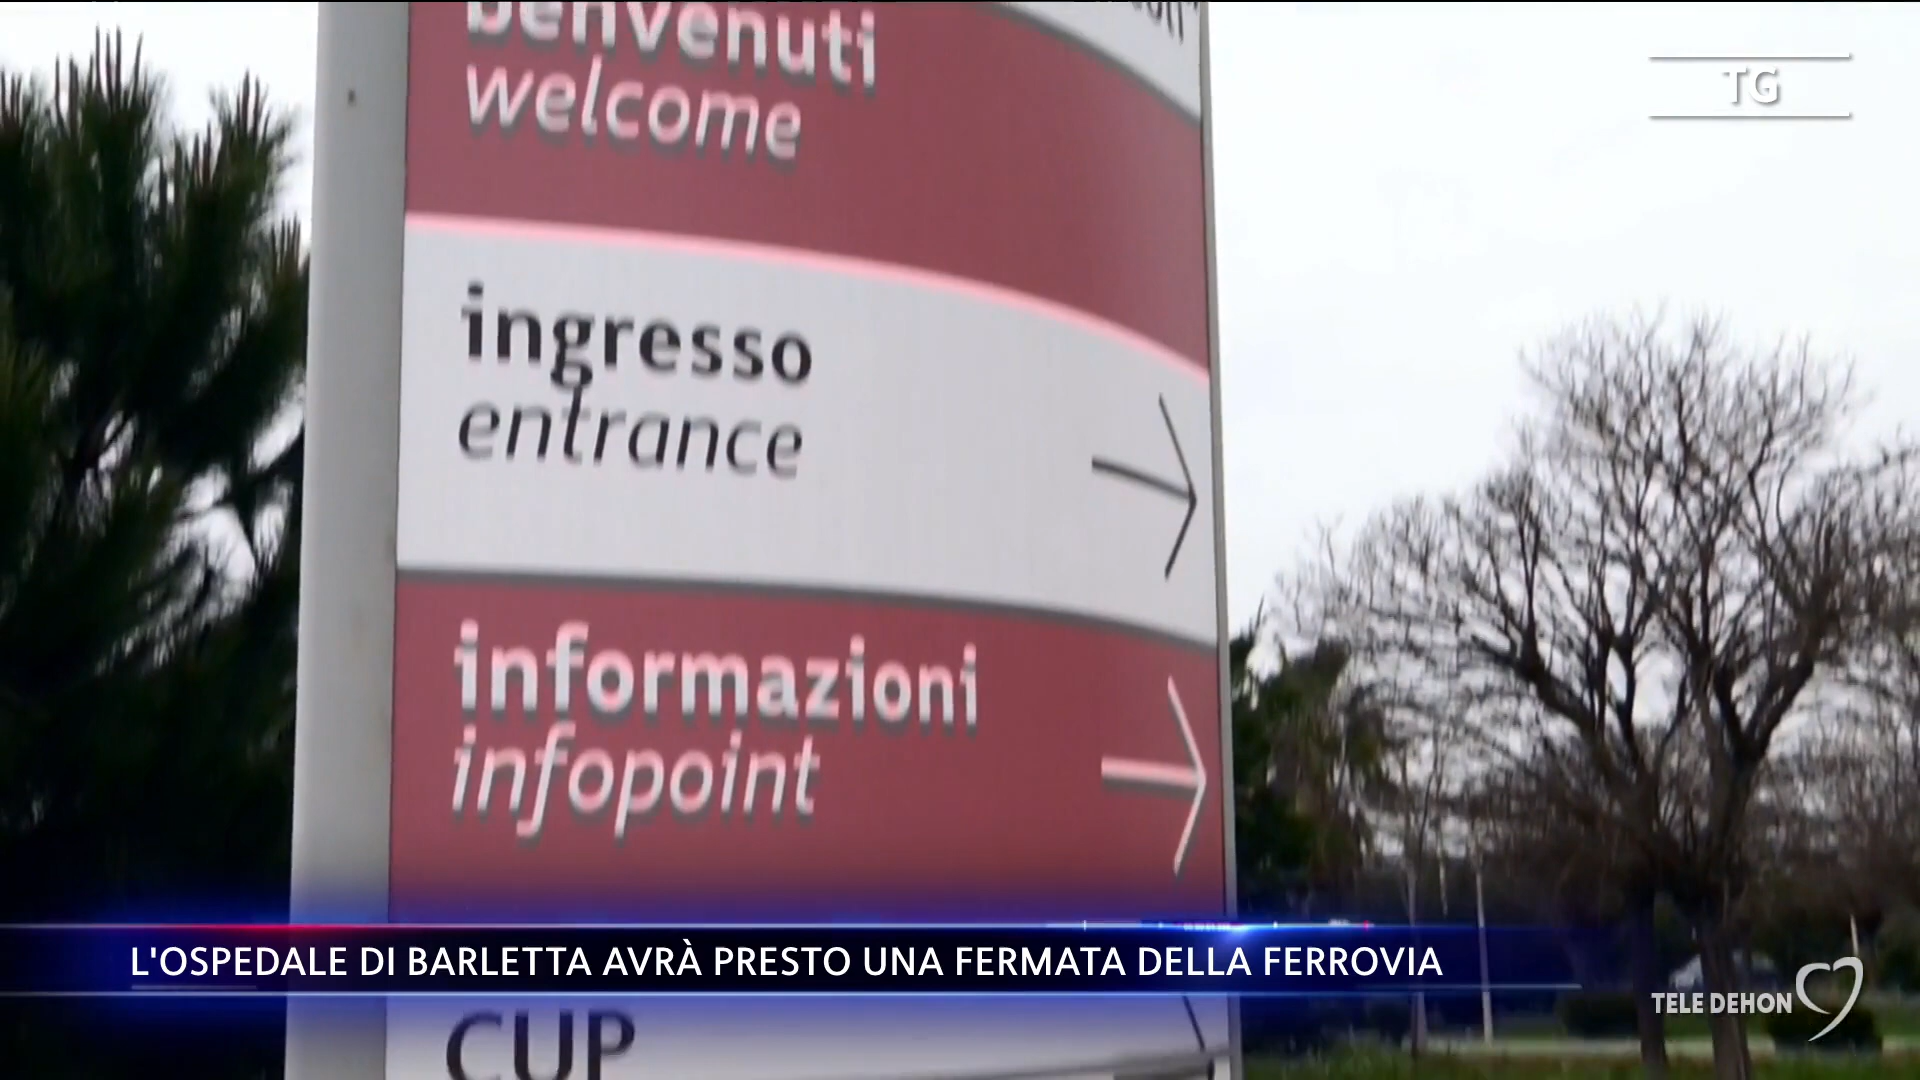 benvenuti
welcome
TG
ingresso
entrance
informazioni
infopoint
L'OSPEDALE DI BARLETTA AVRÀ PRESTO UNA FERMATA DELLA FERROVIA
TELE DEHON
CUP